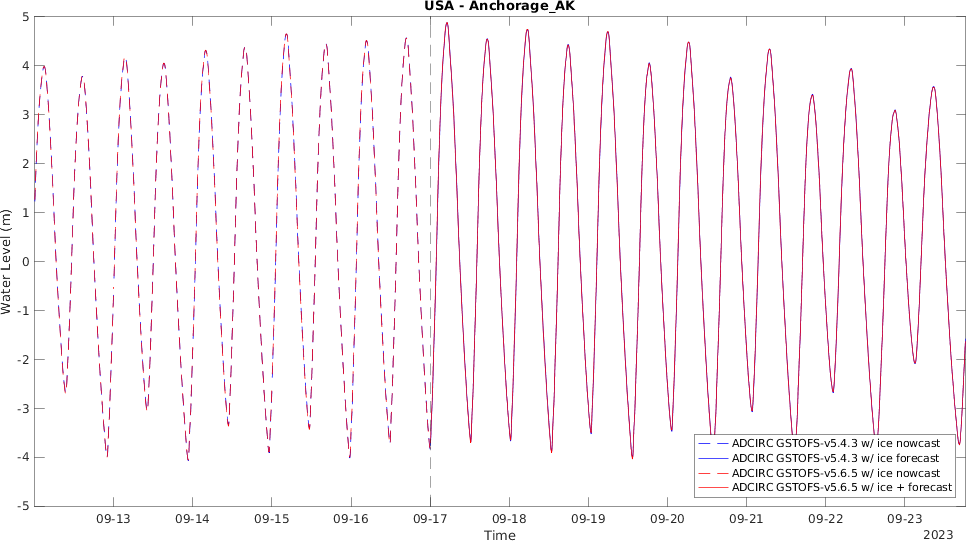 USA - Anchorage_AK
5
4
3
2
1
0
-1
-2
-3
-4
-5
Water Level (m)
ADCIRC GSTOFS-v5.4.3 w/ ice nowcast
ADCIRC GSTOFS-v5.4.3 w/ ice forecast
ADCIRC GSTOFS-v5.6.5 w/ ice nowcast
ADCIRC GSTOFS-v5.6.5 w/ ice + forecast
09-13 09-14 09-15 09-16 09-17 09-18 09-19 09-20 09-21 09-22 09-23
Time
2023